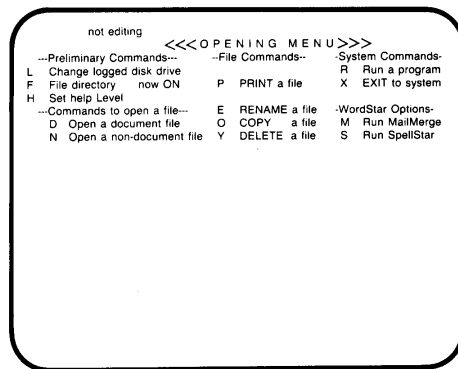 not editing
<<<OPENING MENU>>>
---Preliminary Commands--- --File Commands-- -System Commands-
L Change logged disk drive R Run a program
F File directory now ON P PRINT a file X EXIT to system
H Set help Level
---Commands to open a file--- E RENAME a file -WordStar Options-
D Open a document file O COPY a file M Run MailMerge
N Open a non-document file Y DELETE a file S Run SpellStar